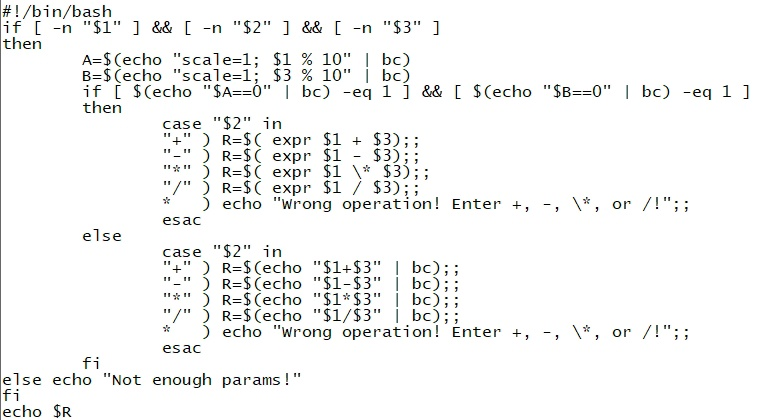 #!/bin/bash
if [ -n "$1" ] && [ -n "$2" ] && [ -n "$3" ]
then
        A=$(echo "scale=1; $1 % 10" | bc)
        B=$(echo "scale=1; $3 % 10" | bc)
        if [ $(echo "$A==0" | bc) -eq 1 ] && [ $(echo "$B==0" | bc) -eq 1 ]
        then
                case "$2" in
                "+" ) R=$( expr $1 + $3);;
                "-" ) R=$( expr $1 - $3);;
                "*" ) R=$( expr $1 \* $3);;
                "/" ) R=$( expr $1 / $3);;
                *   ) echo "Wrong operation! Enter +, -, \*, or /!";;
                esac
        else
                case "$2" in
                "+" ) R=$(echo "$1+$3" | bc);;
                "-" ) R=$(echo "$1-$3" | bc);;
                "*" ) R=$(echo "$1*$3" | bc);;
                "/" ) R=$(echo "$1/$3" | bc);;
                *   ) echo "Wrong operation! Enter +, -, \*, or /!";;
                esac
        fi
else echo "Not enough params!"
fi
echo $R